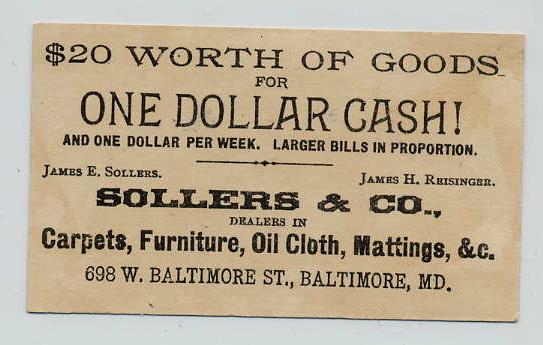 $20 WORTH OF GOODS
FOR
ONE DOLLAR CASH!
AND ONE DOLLAR PER WEEK. LARGER BILLS IN PROPORTION.
JAMES E. SOLLERS. JAMES H. REISINGER.
SOLLERS & CO.,
DEALERS IN
Carpets, Furniture, Oil Cloth, Mattings, &c.
698 W. BALTIMORE ST., BALTIMORE, MD.